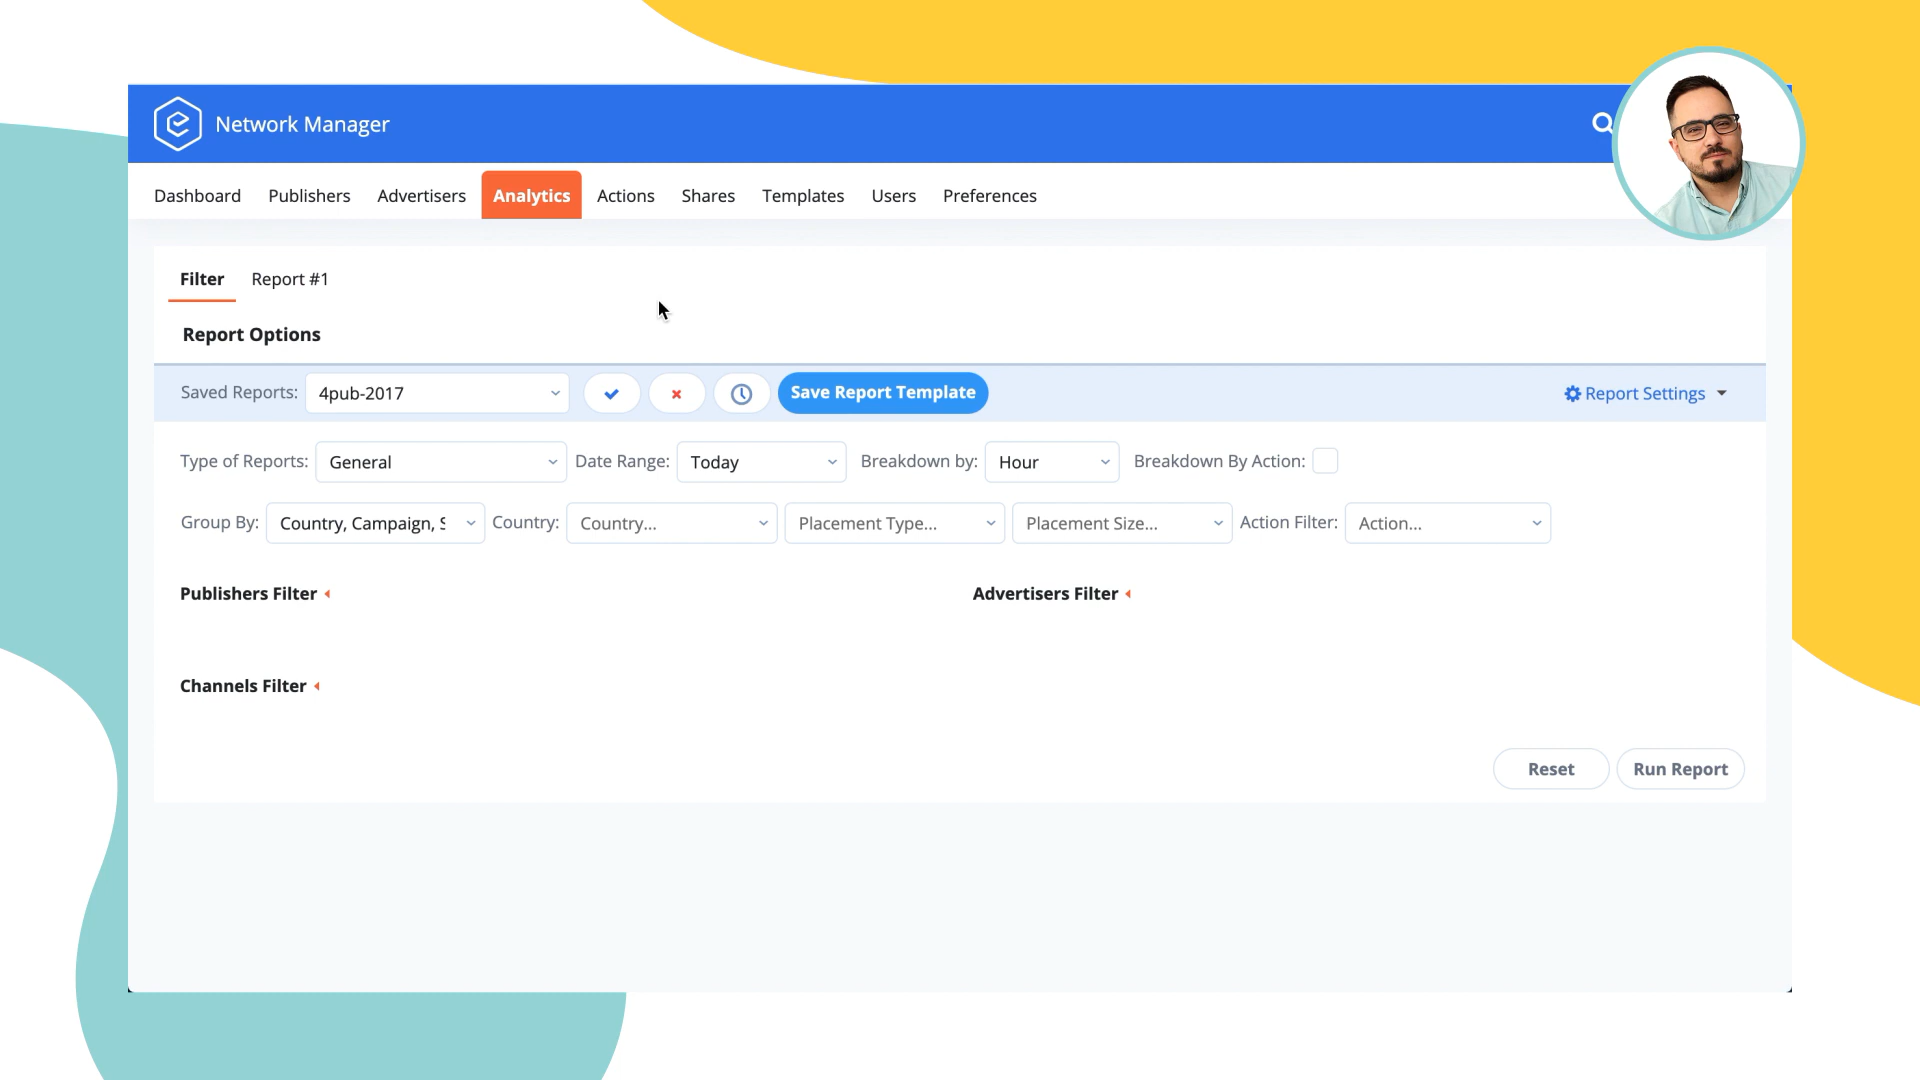 Network Manager
Dashboard Publishers Advertisers Analytics Actions Shares Templates Users Preferences
Filter Report #1
Report Options
Saved Reports: 4pub-2017 Save Report Template Report Settings
Type of Reports: General Date Range: Today Breakdown by: Hour Breakdown By Action:
Group By: Country, Campaign, S Country: Country... Placement Type... Placement Size... Action Filter: Action...
Publishers Filter Advertisers Filter
Channels Filter
Reset Run Report